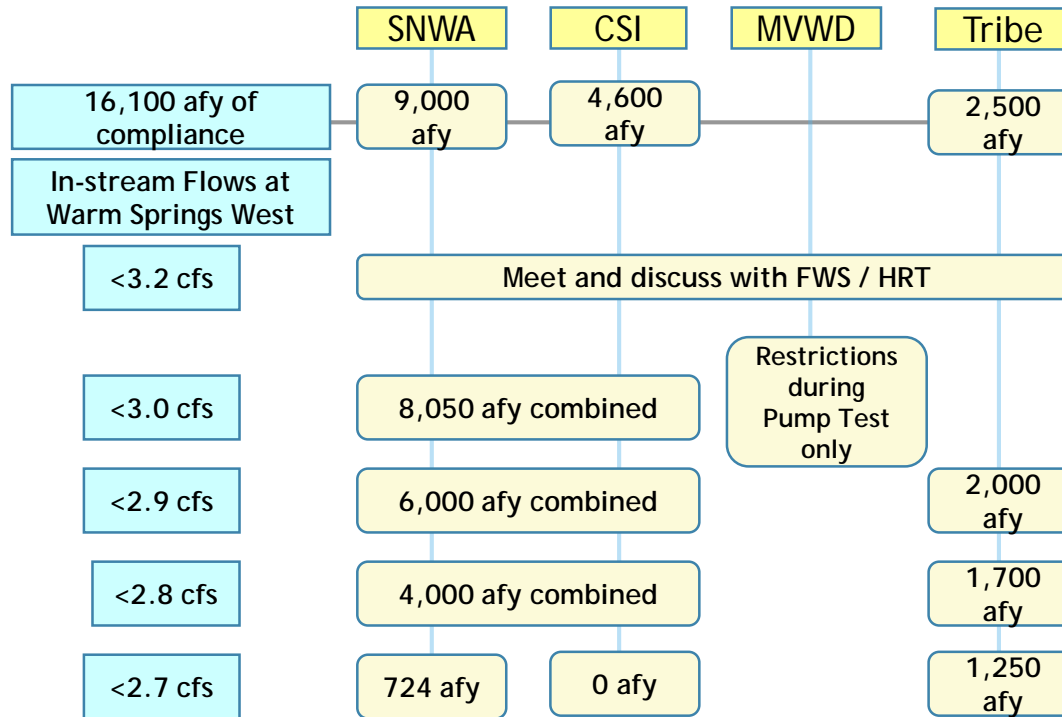 SNWA CSI MVWD Tribe
16,100 afy of
compliance
9,000
afy
4,600
afy
2,500
afy
In-stream Flows at
Warm Springs West
<3.2 cfs
Meet and discuss with FWS / HRT
Restrictions
during
Pump Test
only
<3.0 cfs
8,050 afy combined
<2.9 cfs
6,000 afy combined
2,000
afy
<2.8 cfs
4,000 afy combined
1,700
afy
<2.7 cfs
724 afy
0 afy
1,250
afy